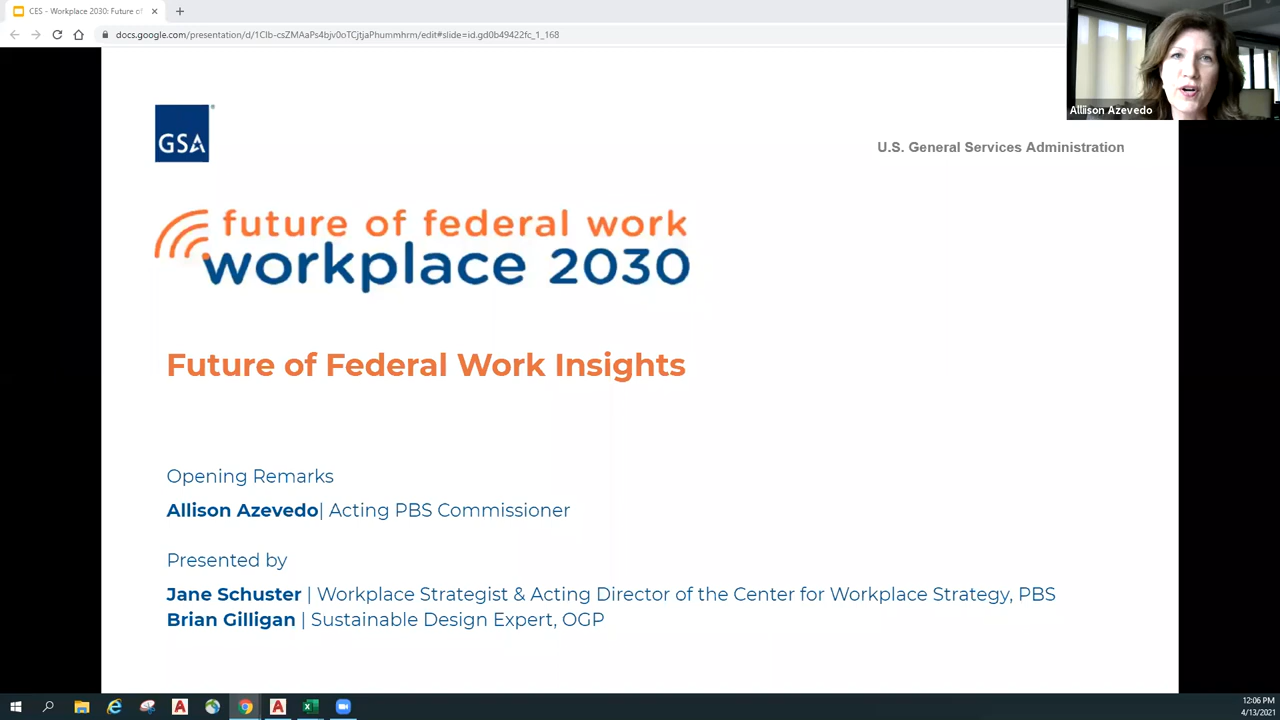 CES - Workplace 2030: Future of
docs.google.com/presentation/d/1CIb-csZMAaPs4bjv0oTCjtjaPhummhrm/edit#slide=id.gd0b49422fc_1_168
Alliison Azevedo
GSA
U.S. General Services Administration
future of federal work
workplace 2030
Future of Federal Work Insights
Opening Remarks
Allison Azevedo| Acting PBS Commissioner
Presented by
Jane Schuster | Workplace Strategist & Acting Director of the Center for Workplace Strategy, PBS
Brian Gilligan | Sustainable Design Expert, OGP
12:06 PM
4/13/2021